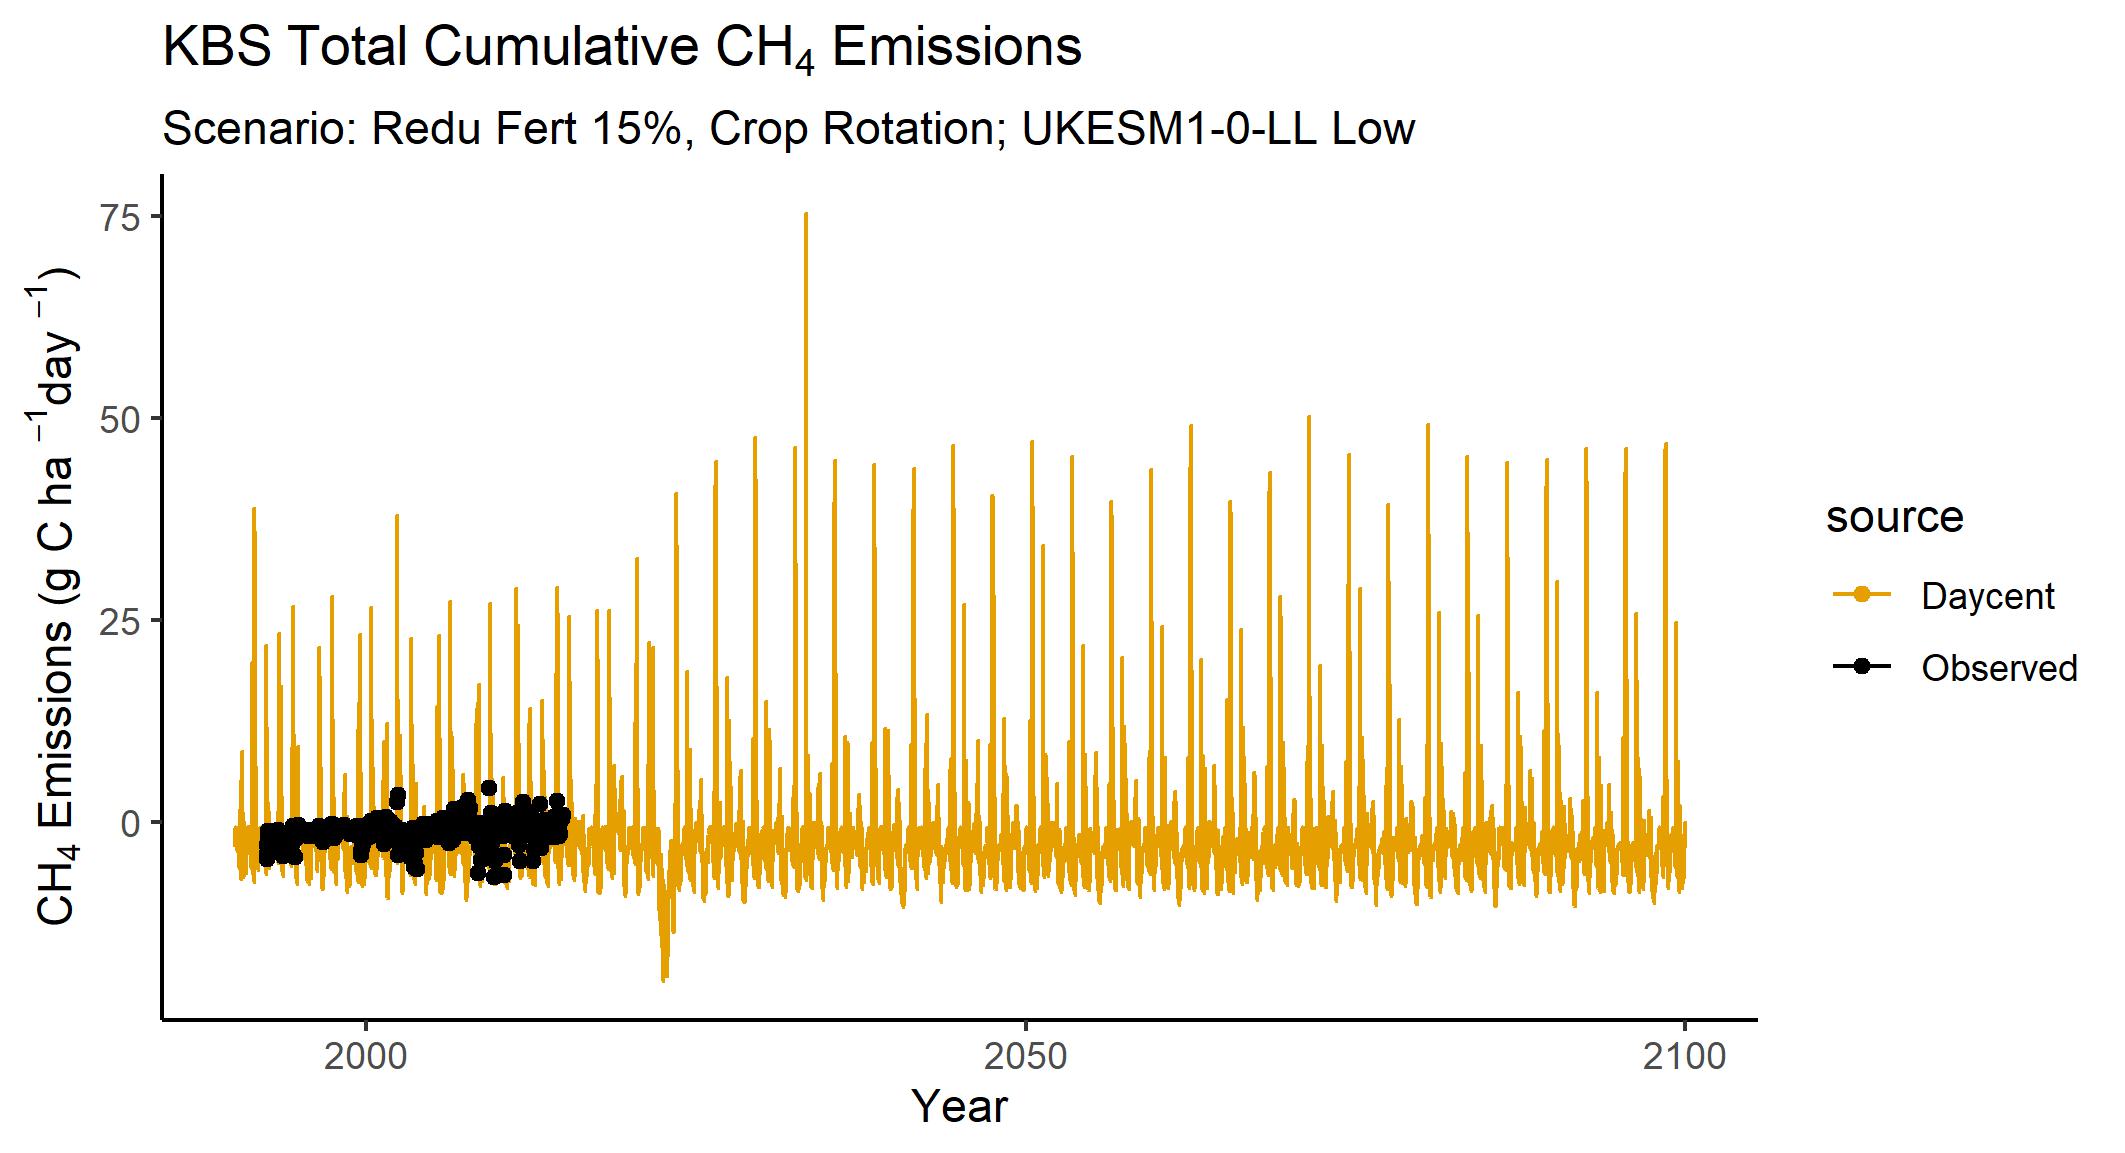 KBS Total Cumulative CH₄ Emissions
Scenario: Redu Fert 15%, Crop Rotation; UKESM1-0-LL Low
CH₄ Emissions (g C ha ⁻¹day ⁻¹)
75
50
25
0
2000
2050
2100
Year
source
Daycent
Observed